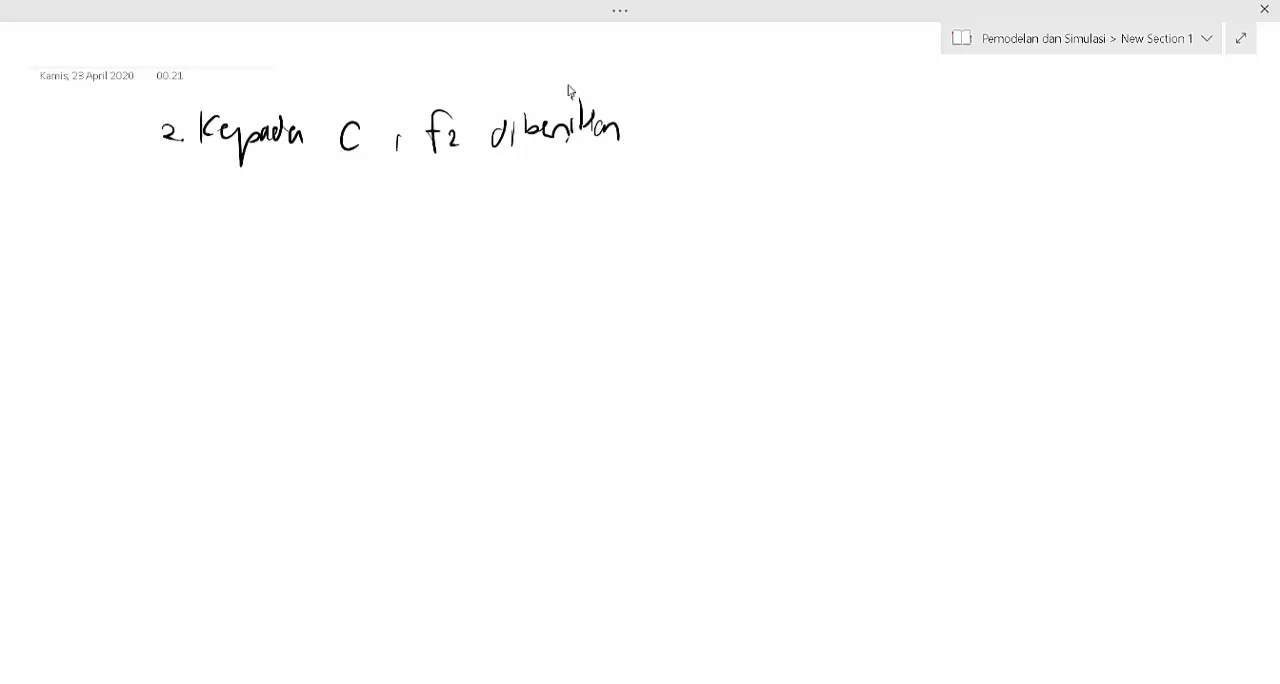 Pemodelan dan Simulasi > New Section 1
Kamis, 23 April 2020 00.21
2. Kepada C, f2 diberikan